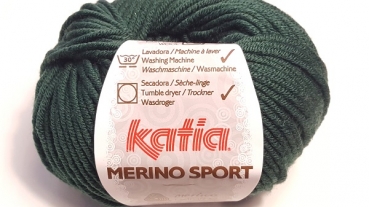 Lavadora / Machine à laver
30°
Washing Machine
Waschmaschine / Wasmachine
Secadora / Sèche-linge
Tumble dryer / Trockner
Wasdroger
katia
MERINO SPORT